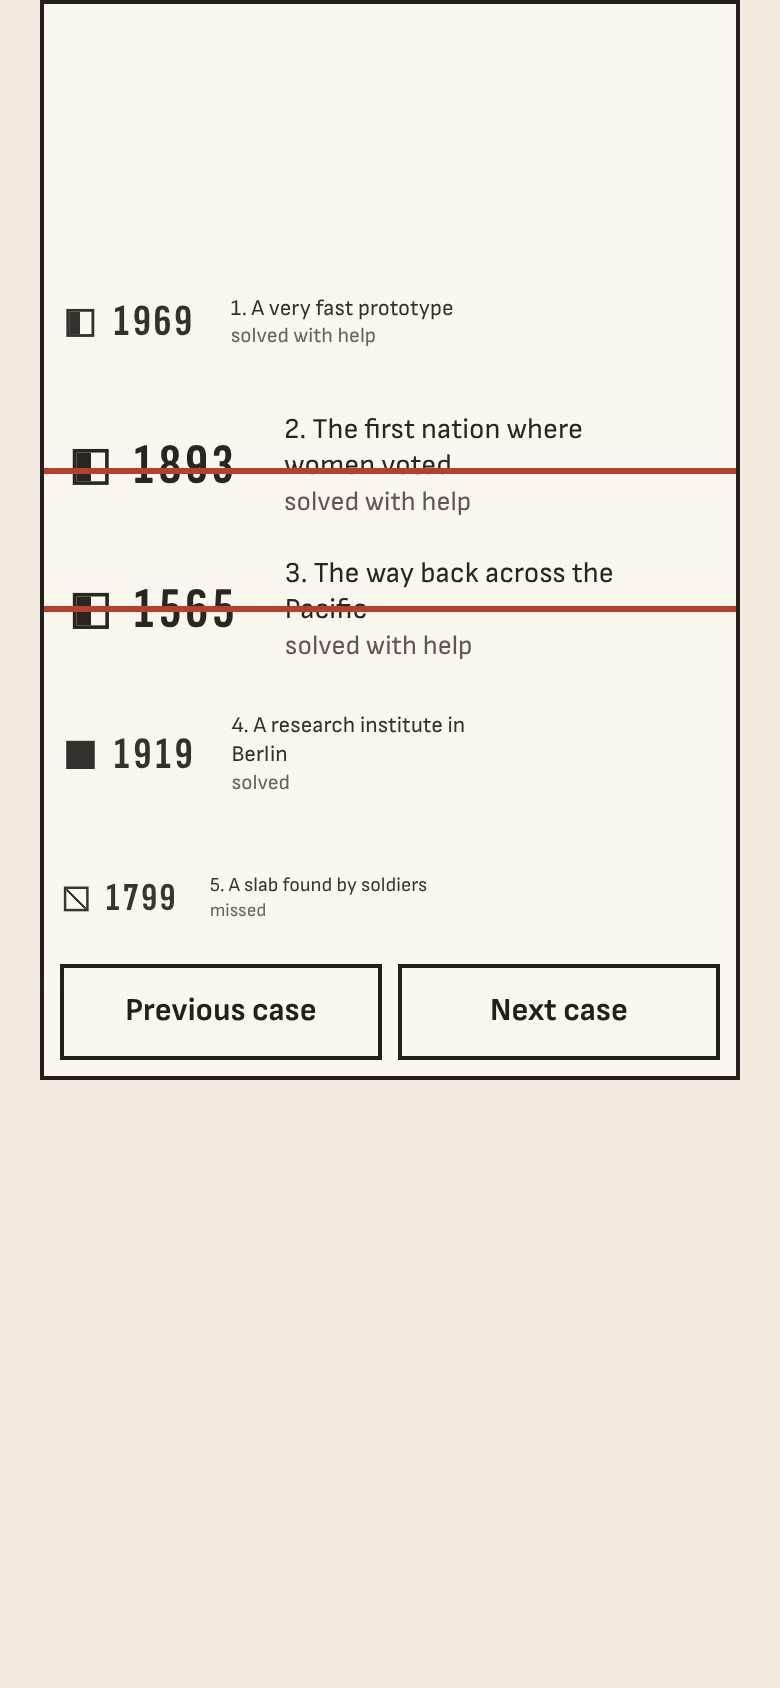 1969
1. A very fast prototype
solved with help
1893
2. The first nation where
women voted
solved with help
1565
3. The way back across the
Pacific
solved with help
1919
4. A research institute in
Berlin
solved
1799
5. A slab found by soldiers
missed
Previous case
Next case